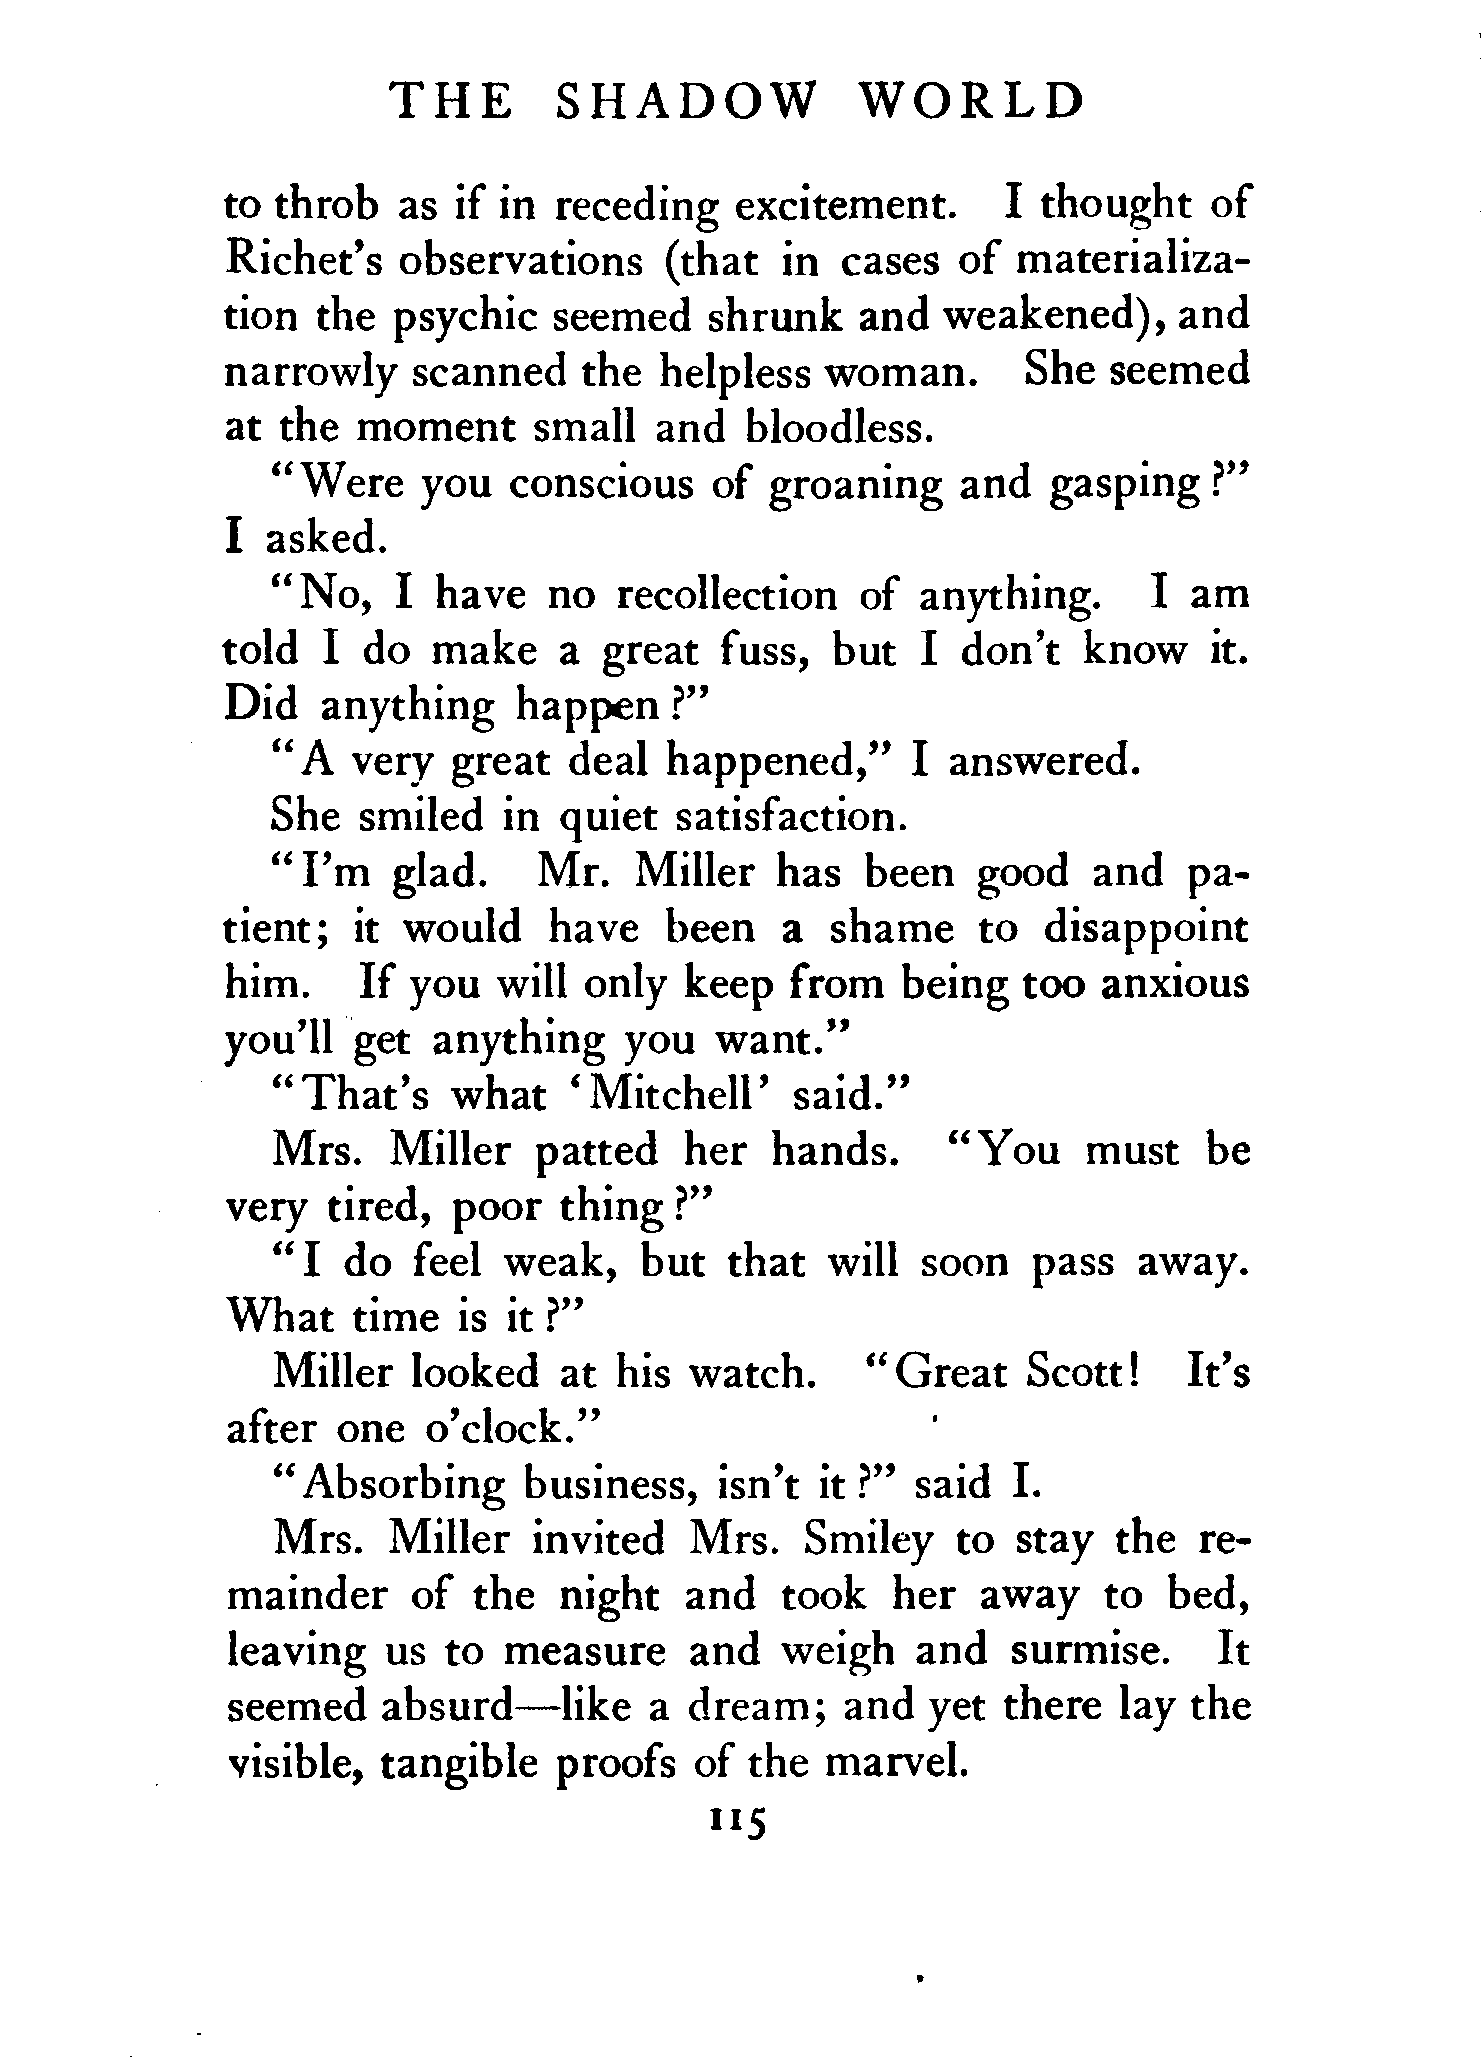 THE SHADOW WORLD
to throb as if in receding excitement. I thought of
Richet's observations (that in cases of materializa-
tion the psychic seemed shrunk and weakened), and
narrowly scanned the helpless woman. She seemed
at the moment small and bloodless.
"Were you conscious of groaning and gasping?"
I asked.
"No, I have no recollection of anything. I am
told I do make a great fuss, but I don't know it.
Did anything happen?"
"A very great deal happened," I answered.
She smiled in quiet satisfaction.
"I'm glad. Mr. Miller has been good and pa-
tient; it would have been a shame to disappoint
him. If you will only keep from being too anxious
you'll get anything you want."
"That's what 'Mitchell' said."
Mrs. Miller patted her hands. "You must be
very tired, poor thing?"
"I do feel weak, but that will soon pass away.
What time is it?"
Miller looked at his watch. "Great Scott! It's
after one o'clock."
"Absorbing business, isn't it?" said I.
Mrs. Miller invited Mrs. Smiley to stay the re-
mainder of the night and took her away to bed,
leaving us to measure and weigh and surmise. It
seemed absurd—like a dream; and yet there lay the
visible, tangible proofs of the marvel.
115